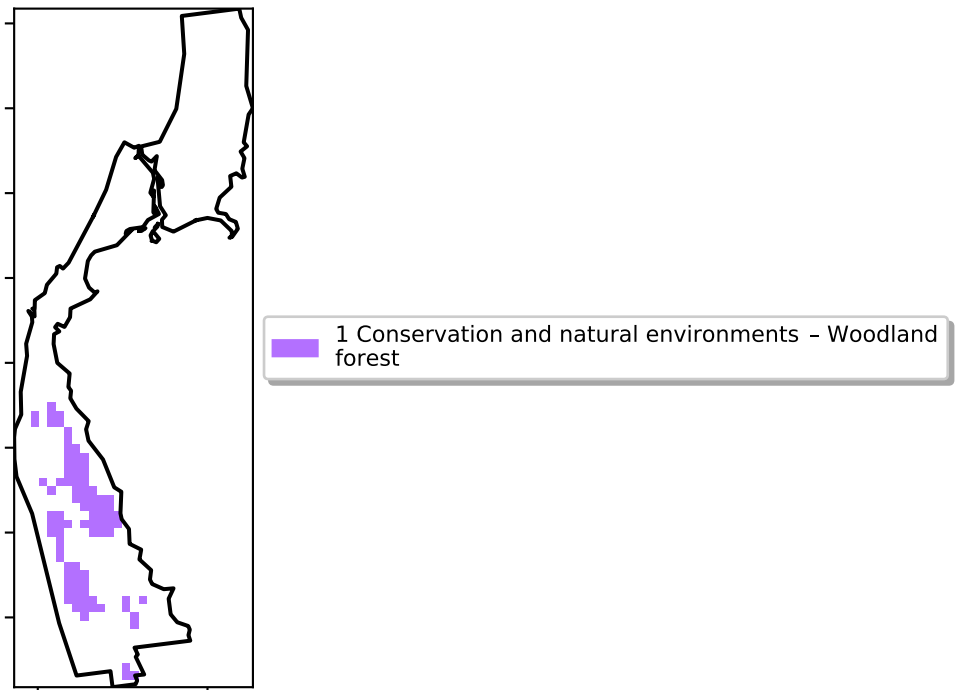 1 Conservation and natural environments – Woodland
forest